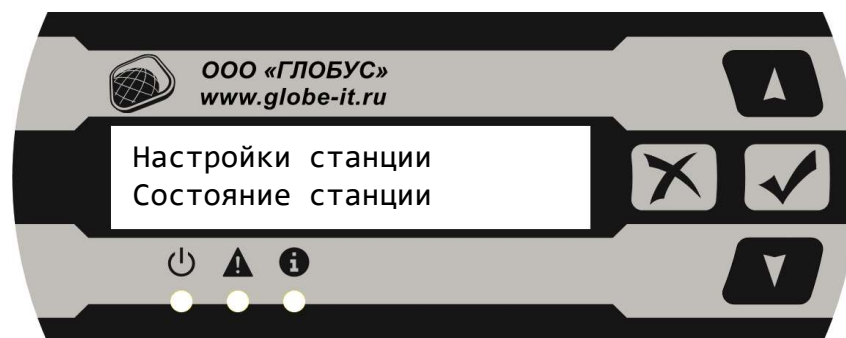 ООО «ГЛОБУС»
www.globe-it.ru
Настройки станции
Состояние станции